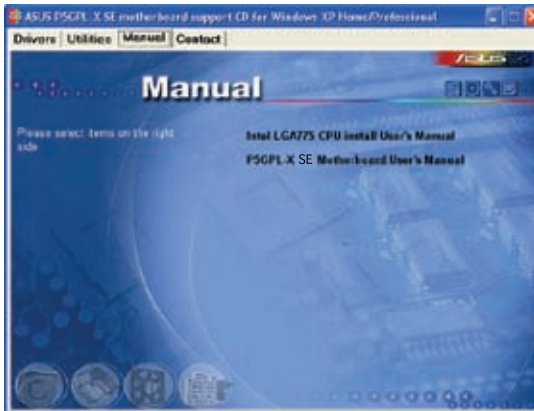 ASUS P5GPL-X SE motherboard support CD for Windows XP Home/Professional
Drivers Utilities Manual Contact
ASUS
Manual
Please select items on the right
side
Intel LGA775 CPU install User's Manual
P5GPL-X SE Motherboard User's Manual